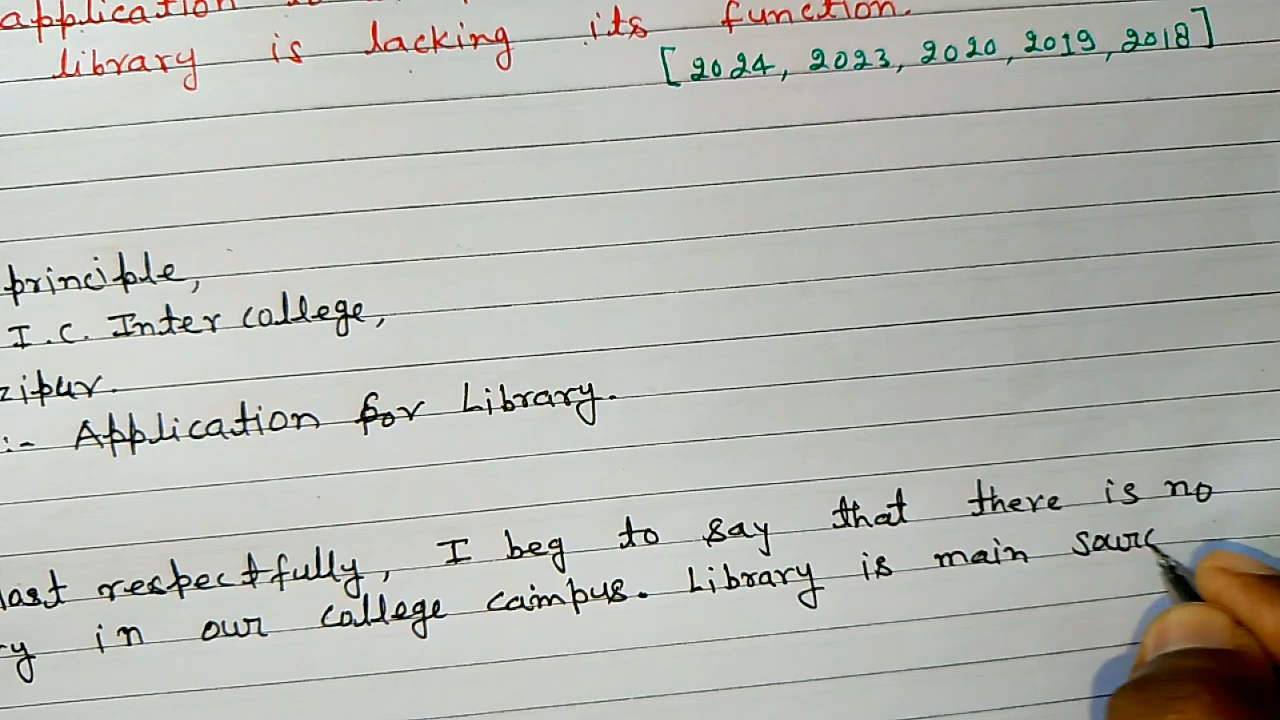 application
library is lacking its function.
[2024, 2023, 2020, 2019, 2018]
principle,
I.C. Inter college,
zipur.
:- Application for Library.
respectfully, I beg to say that there is no
y in our college campus. Library is main sourc